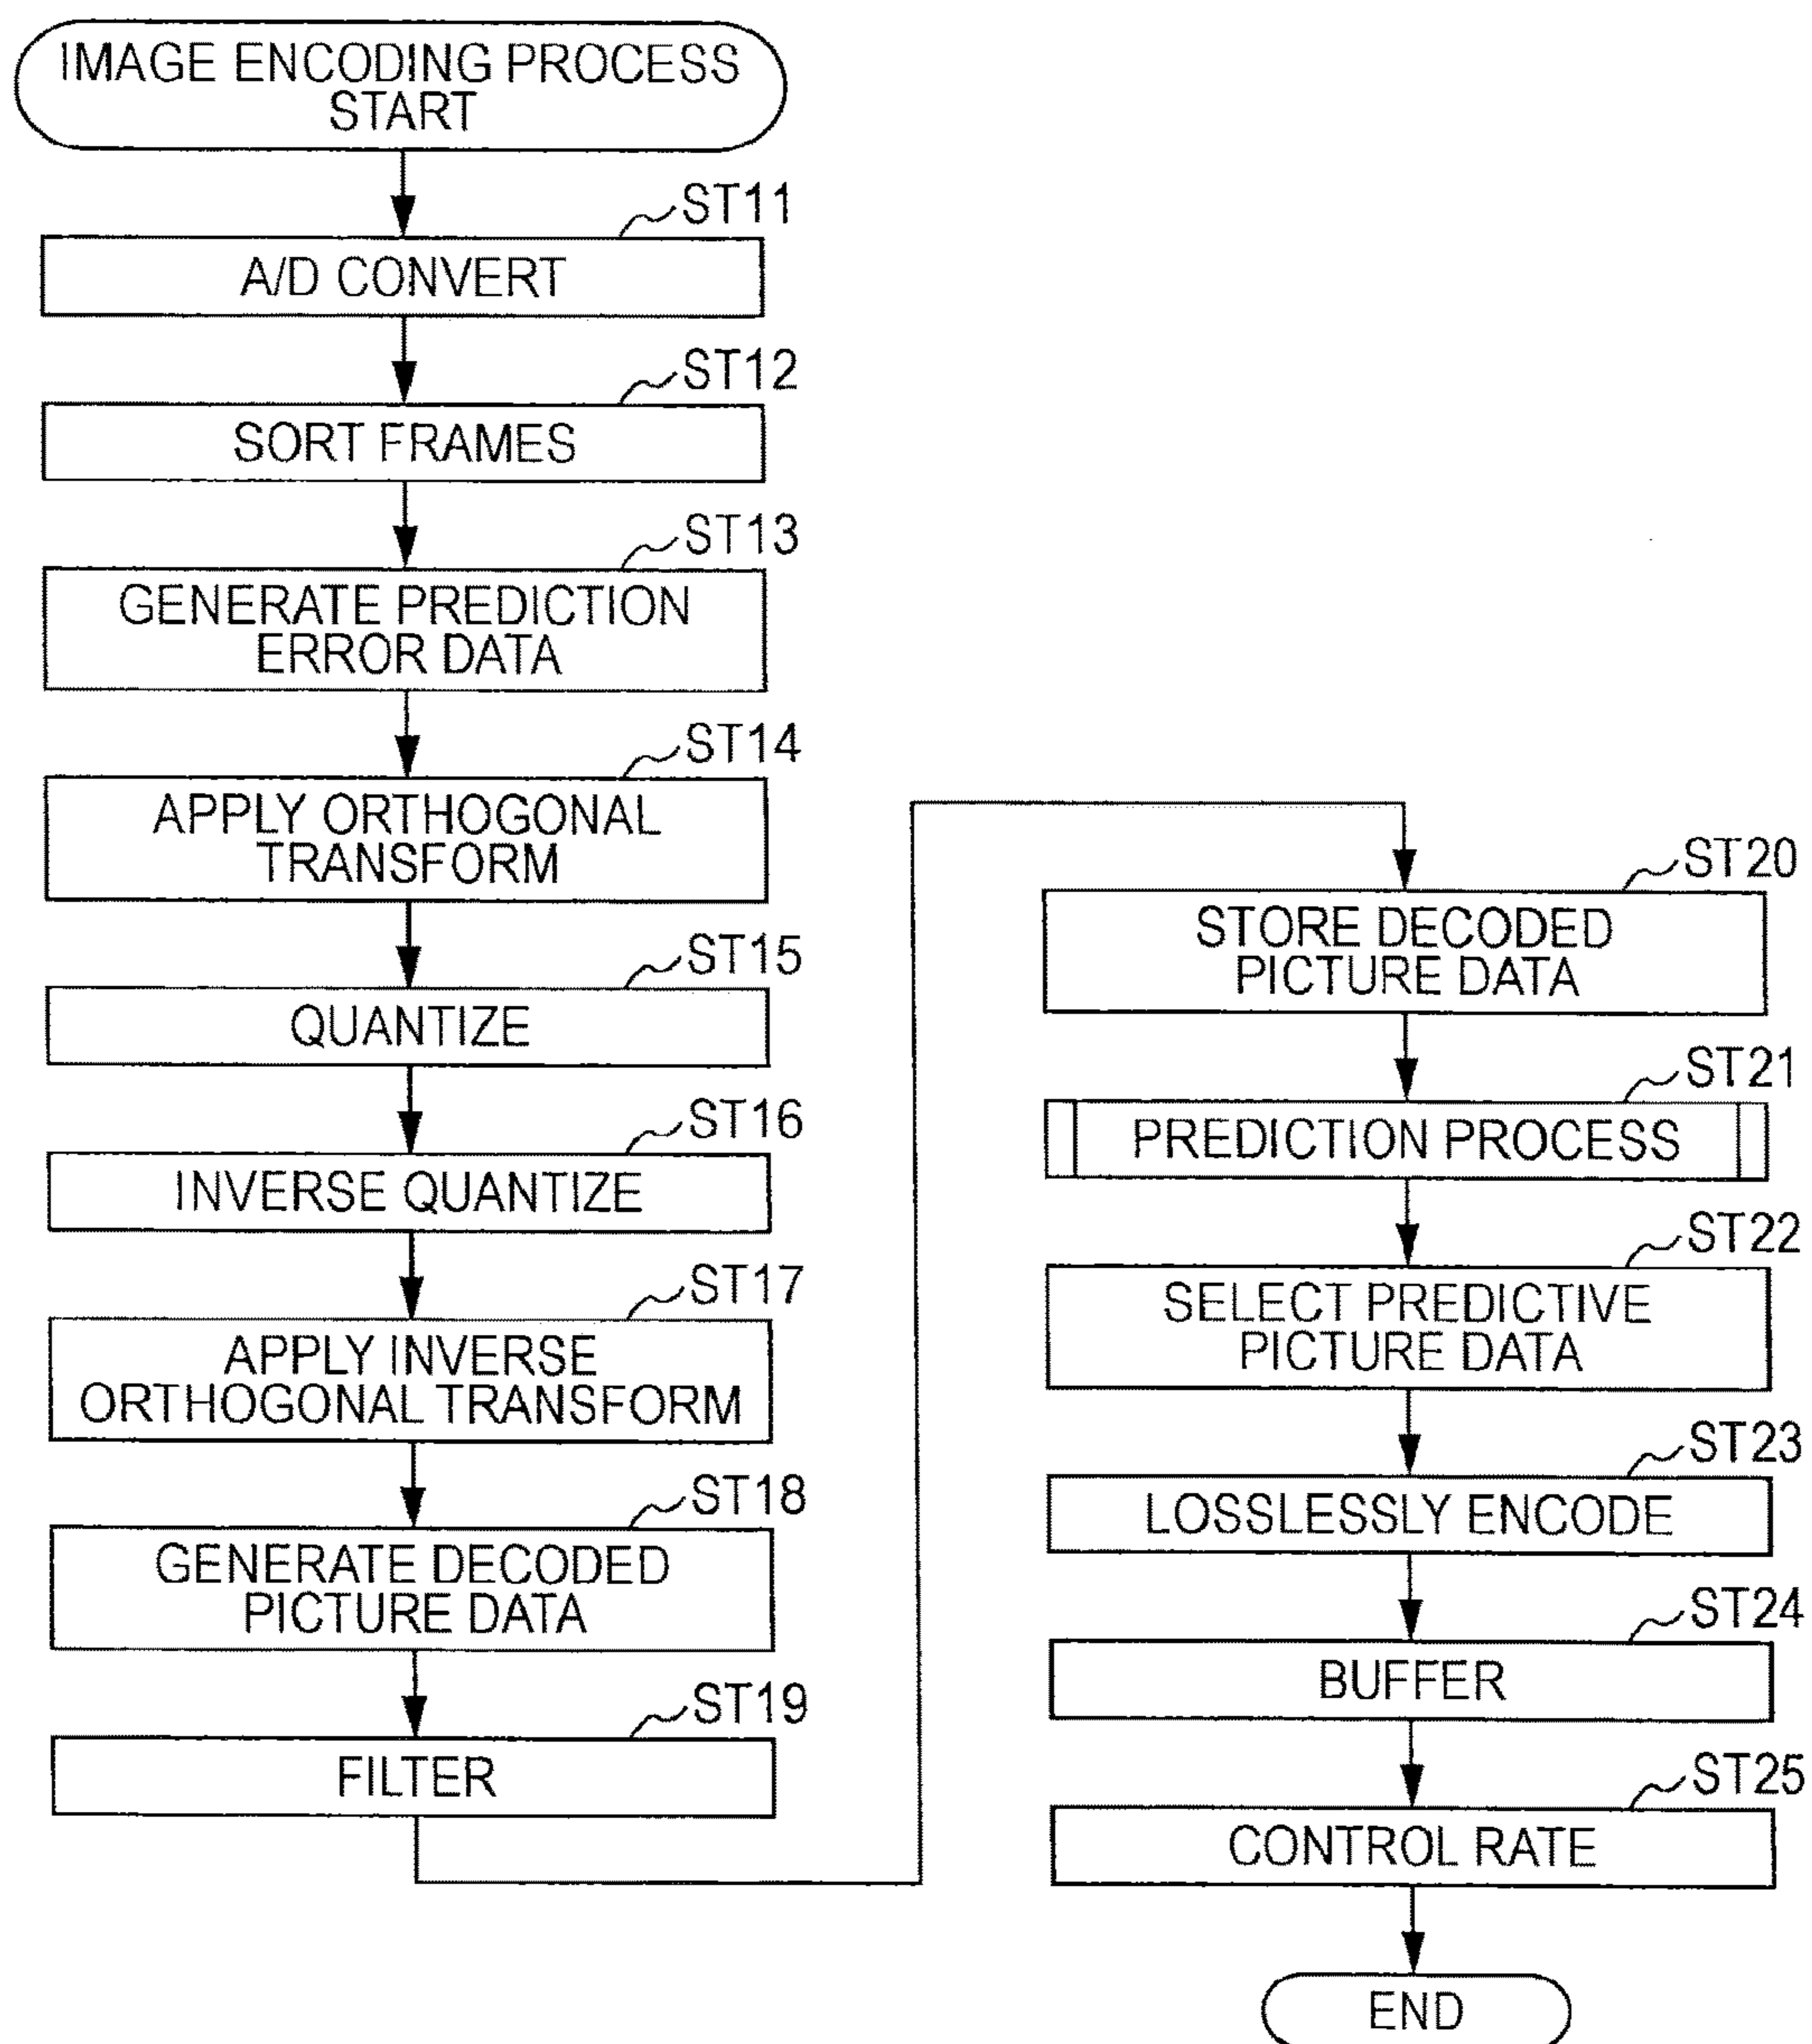 IMAGE ENCODING PROCESS
START
ST11
A/D CONVERT
ST12
SORT FRAMES
ST13
GENERATE PREDICTION
ERROR DATA
ST14
APPLY ORTHOGONAL
TRANSFORM
ST15
QUANTIZE
ST16
INVERSE QUANTIZE
ST17
APPLY INVERSE
ORTHOGONAL TRANSFORM
ST18
GENERATE DECODED
PICTURE DATA
ST19
FILTER
ST20
STORE DECODED
PICTURE DATA
ST21
PREDICTION PROCESS
ST22
SELECT PREDICTIVE
PICTURE DATA
ST23
LOSSLESSLY ENCODE
ST24
BUFFER
ST25
CONTROL RATE
END